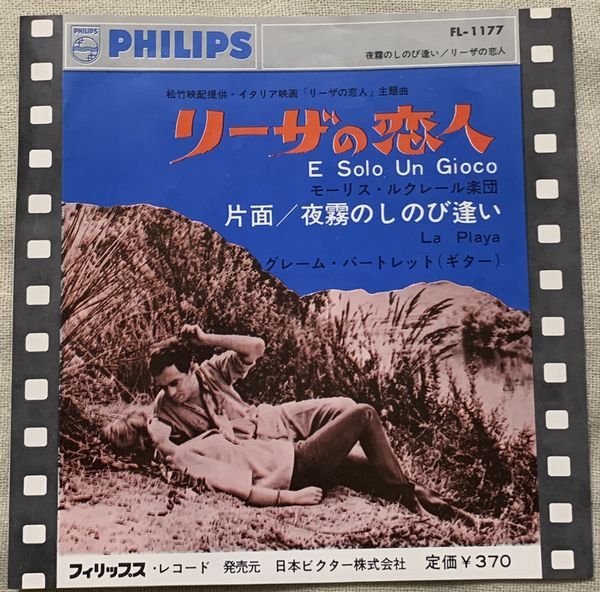 PHILIPS
PHILIPS
FL-1177
夜霧のしのび逢い/リーザの恋人
松竹映配提供・イタリア映画「リーザの恋人」主題曲
リーザの恋人
E Solo Un Gioco
モーリス・ルクレール楽団
片面/夜霧のしのび逢い
La Playa
グレーム・バートレット(ギター)
フィリップス・レコード 発売元 日本ビクター株式会社 定価¥370